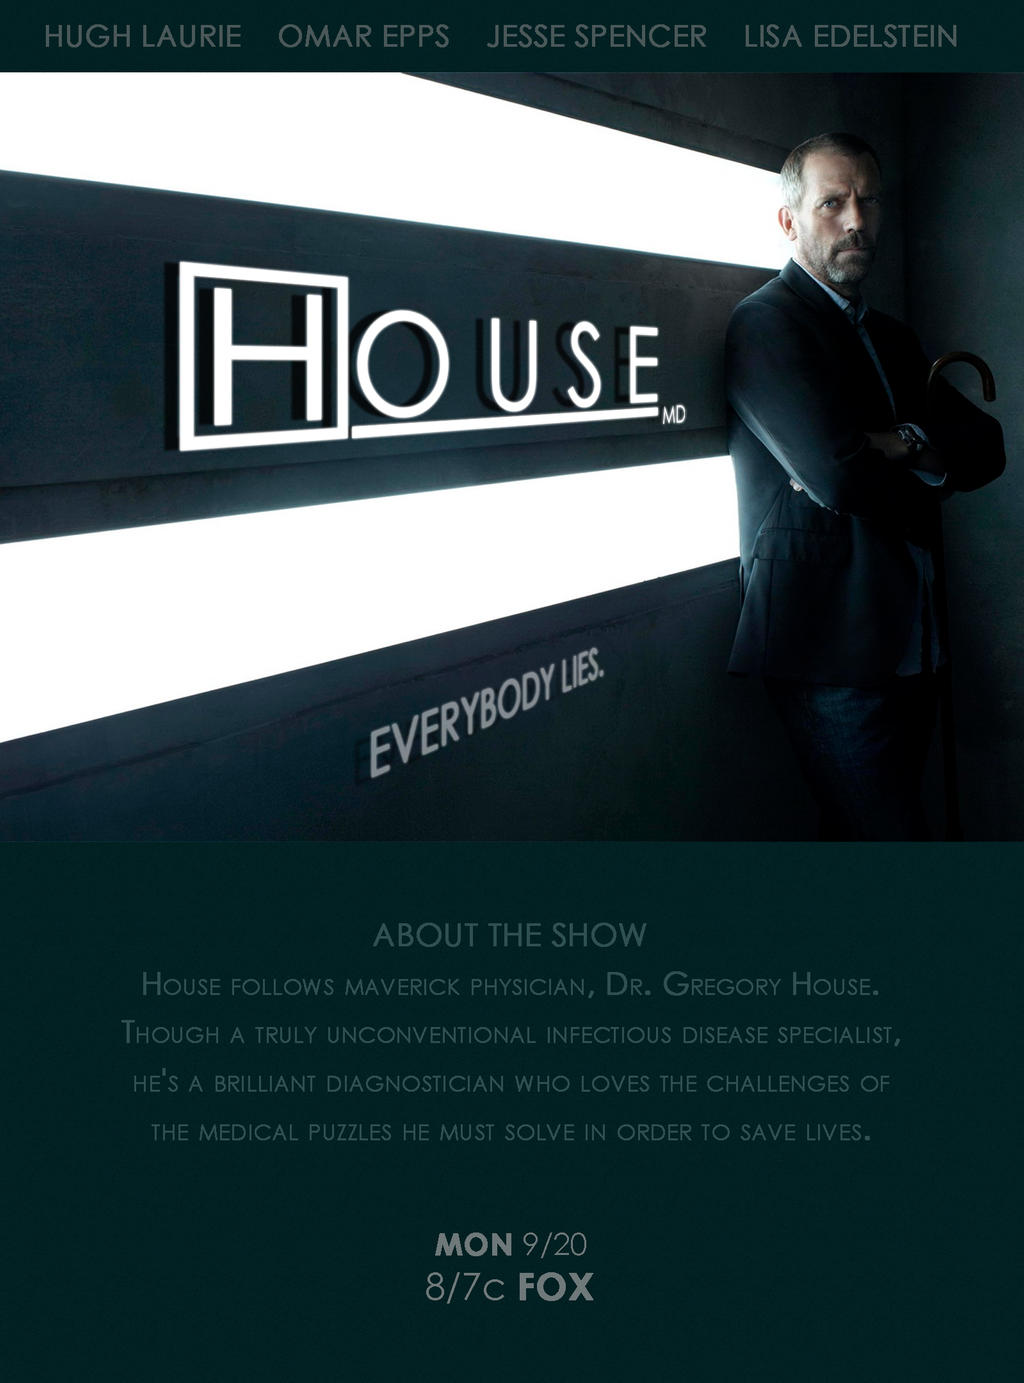 HUGH LAURIE OMAR EPPS JESSE SPENCER LISA EDELSTEIN
HOUSE MD
EVERYBODY LIES.
ABOUT THE SHOW
HOUSE FOLLOWS MAVERICK PHYSICIAN, DR. GREGORY HOUSE.
THOUGH A TRULY UNCONVENTIONAL INFECTIOUS DISEASE SPECIALIST,
HE'S A BRILLIANT DIAGNOSTICIAN WHO LOVES THE CHALLENGES OF
THE MEDICAL PUZZLES HE MUST SOLVE IN ORDER TO SAVE LIVES.
MON 9/20
8/7C FOX